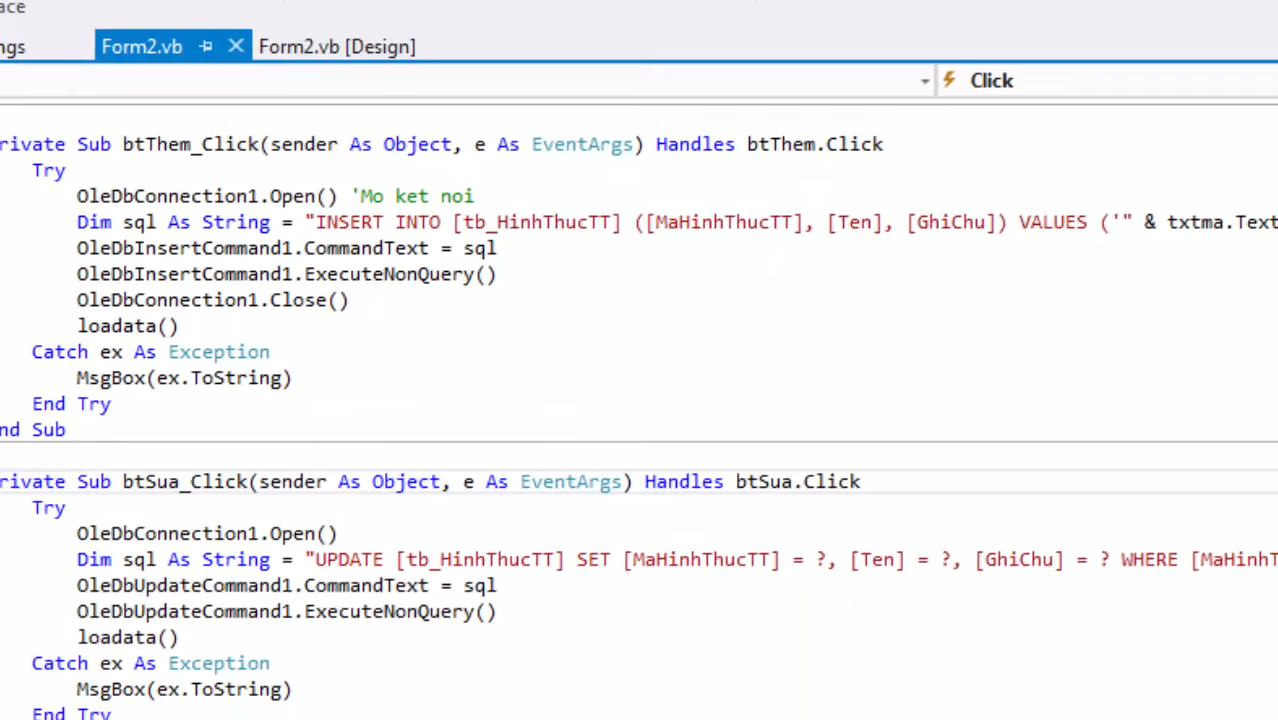 ace
ngs
Form2.vb
Form2.vb [Design]
Click
rivate Sub btThem_Click(sender As Object, e As EventArgs) Handles btThem.Click
Try
OleDbConnection1.Open() 'Mo ket noi
Dim sql As String = "INSERT INTO [tb_HinhThucTT] ([MaHinhThucTT], [Ten], [GhiChu]) VALUES ('" & txtma.Text
OleDbInsertCommand1.CommandText = sql
OleDbInsertCommand1.ExecuteNonQuery()
OleDbConnection1.Close()
loadata()
Catch ex As Exception
MsgBox(ex.ToString)
End Try
nd Sub
rivate Sub btSua_Click(sender As Object, e As EventArgs) Handles btSua.Click
Try
OleDbConnection1.Open()
Dim sql As String = "UPDATE [tb_HinhThucTT] SET [MaHinhThucTT] = ?, [Ten] = ?, [GhiChu] = ? WHERE [MaHinhT
OleDbUpdateCommand1.CommandText = sql
OleDbUpdateCommand1.ExecuteNonQuery()
loadata()
Catch ex As Exception
MsgBox(ex.ToString)
End Try